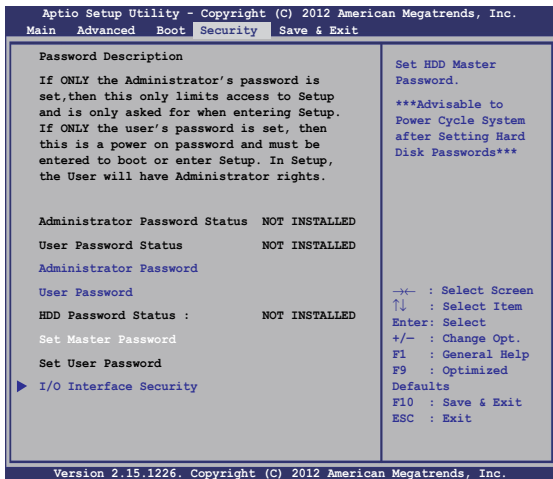 Aptio Setup Utility - Copyright (C) 2012 American Megatrends, Inc.
Main Advanced Boot Security Save & Exit
Password Description
If ONLY the Administrator's password is
set,then this only limits access to Setup
and is only asked for when entering Setup.
If ONLY the user's password is set, then
this is a power on password and must be
entered to boot or enter Setup. In Setup,
the User will have Administrator rights.
Administrator Password Status NOT INSTALLED
User Password Status NOT INSTALLED
Administrator Password
User Password
HDD Password Status : NOT INSTALLED
Set Master Password
Set User Password
I/O Interface Security
Set HDD Master
Password.
***Advisable to
Power Cycle System
after Setting Hard
Disk Passwords***
→← : Select Screen
↑↓ : Select Item
Enter: Select
+/— : Change Opt.
F1 : General Help
F9 : Optimized
Defaults
F10 : Save & Exit
ESC : Exit
Version 2.15.1226. Copyright (C) 2012 American Megatrends, Inc.